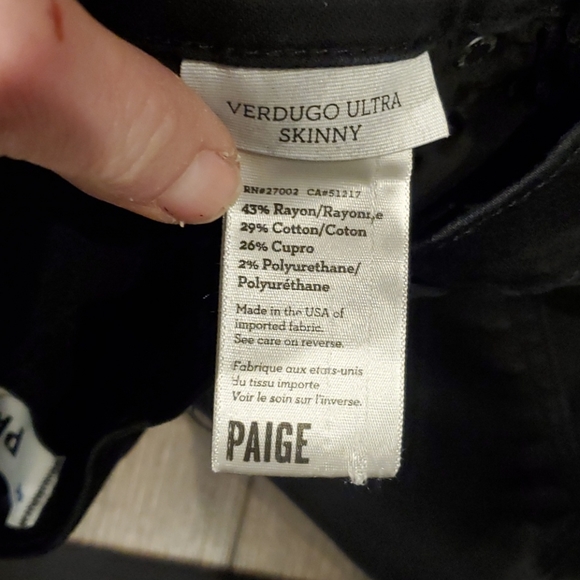 VERDUGO ULTRA
SKINNY
RN#27002 CA#51217
43% Rayon/Rayonne
29% Cotton/Coton
26% Cupro
2% Polyurethane/
Polyuréthane
Made in the USA of
imported fabric.
See care on reverse.
Fabrique aux etats-unis
du tissu importe
Voir le soin sur l'inverse.
PAIGE